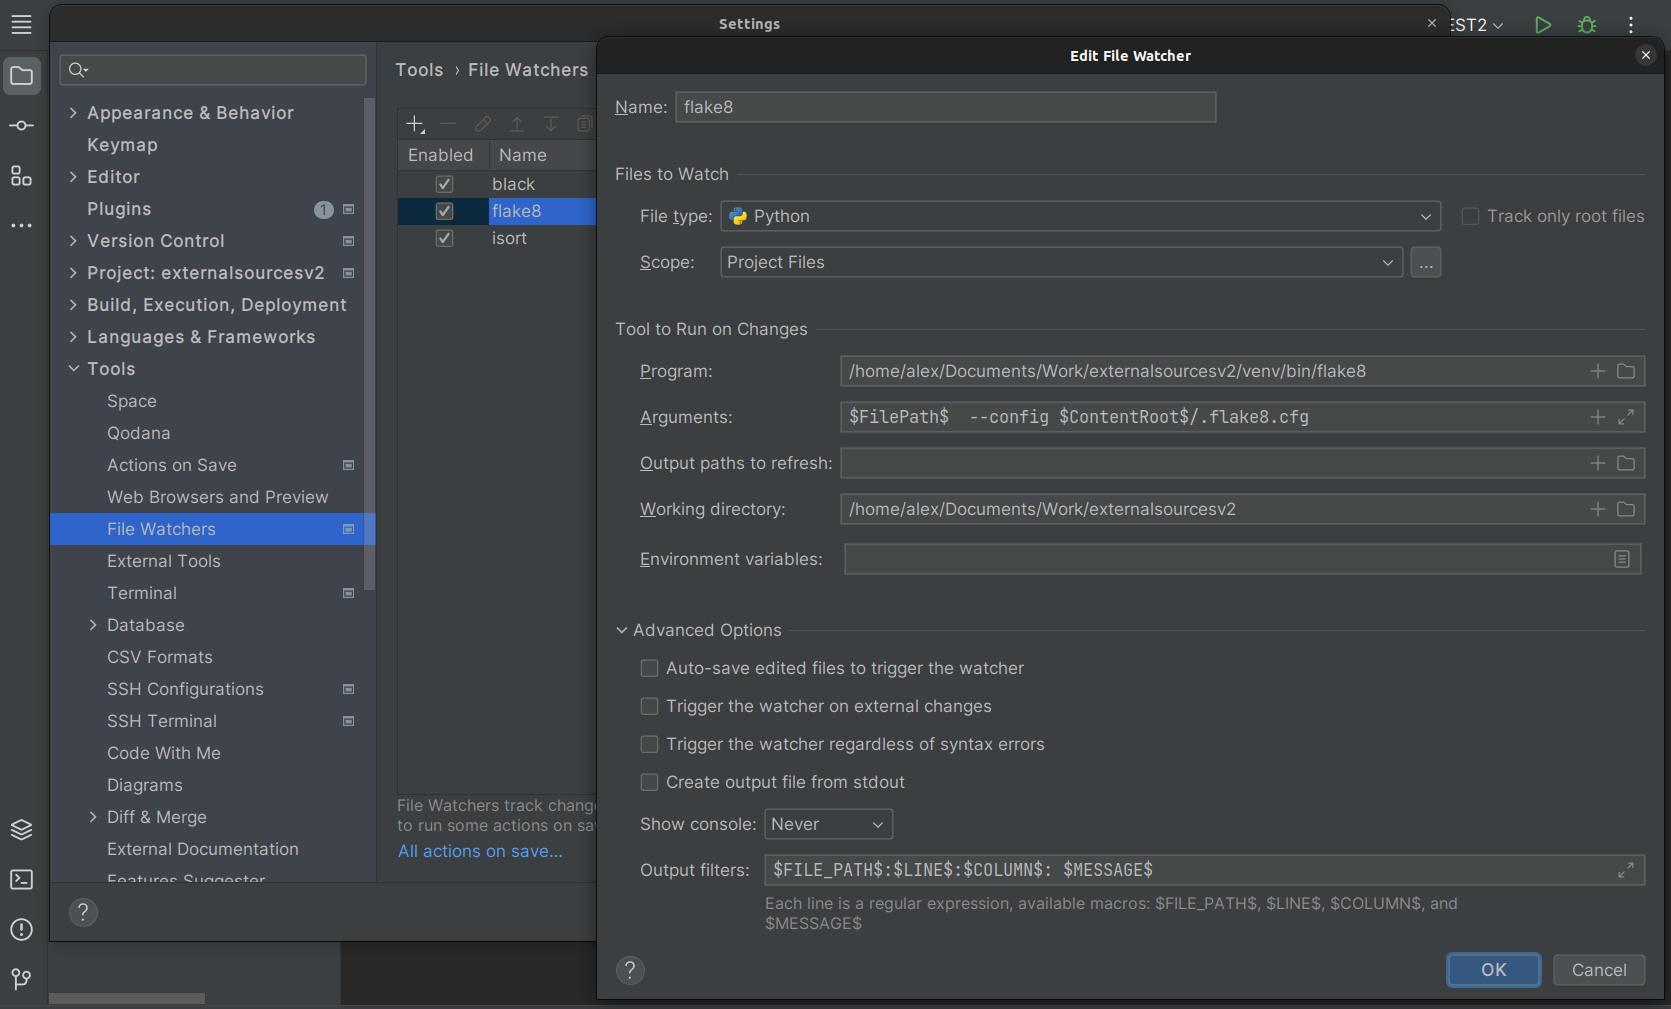 Settings
EST2
Edit File Watcher
Appearance & Behavior
Keymap
Editor
Plugins
1
Version Control
Project: externalsourcesv2
Build, Execution, Deployment
Languages & Frameworks
Tools
Space
Qodana
Actions on Save
Web Browsers and Preview
File Watchers
External Tools
Terminal
Database
CSV Formats
SSH Configurations
SSH Terminal
Code With Me
Diagrams
Diff & Merge
External Documentation
Features Suggester
?
Tools › File Watchers
Enabled Name
black
flake8
isort
File Watchers track chang
to run some actions on sa
All actions on save...
Name: flake8
Files to Watch
File type: Python
Track only root files
Scope: Project Files
...
Tool to Run on Changes
Program: /home/alex/Documents/Work/externalsourcesv2/venv/bin/flake8
Arguments: $FilePath$  --config $ContentRoot$/.flake8.cfg
Output paths to refresh:
Working directory: /home/alex/Documents/Work/externalsourcesv2
Environment variables:
Advanced Options
Auto-save edited files to trigger the watcher
Trigger the watcher on external changes
Trigger the watcher regardless of syntax errors
Create output file from stdout
Show console: Never
Output filters: $FILE_PATH$:$LINE$:$COLUMN$: $MESSAGE$
Each line is a regular expression, available macros: $FILE_PATH$, $LINE$, $COLUMN$, and
$MESSAGE$
?
OK
Cancel